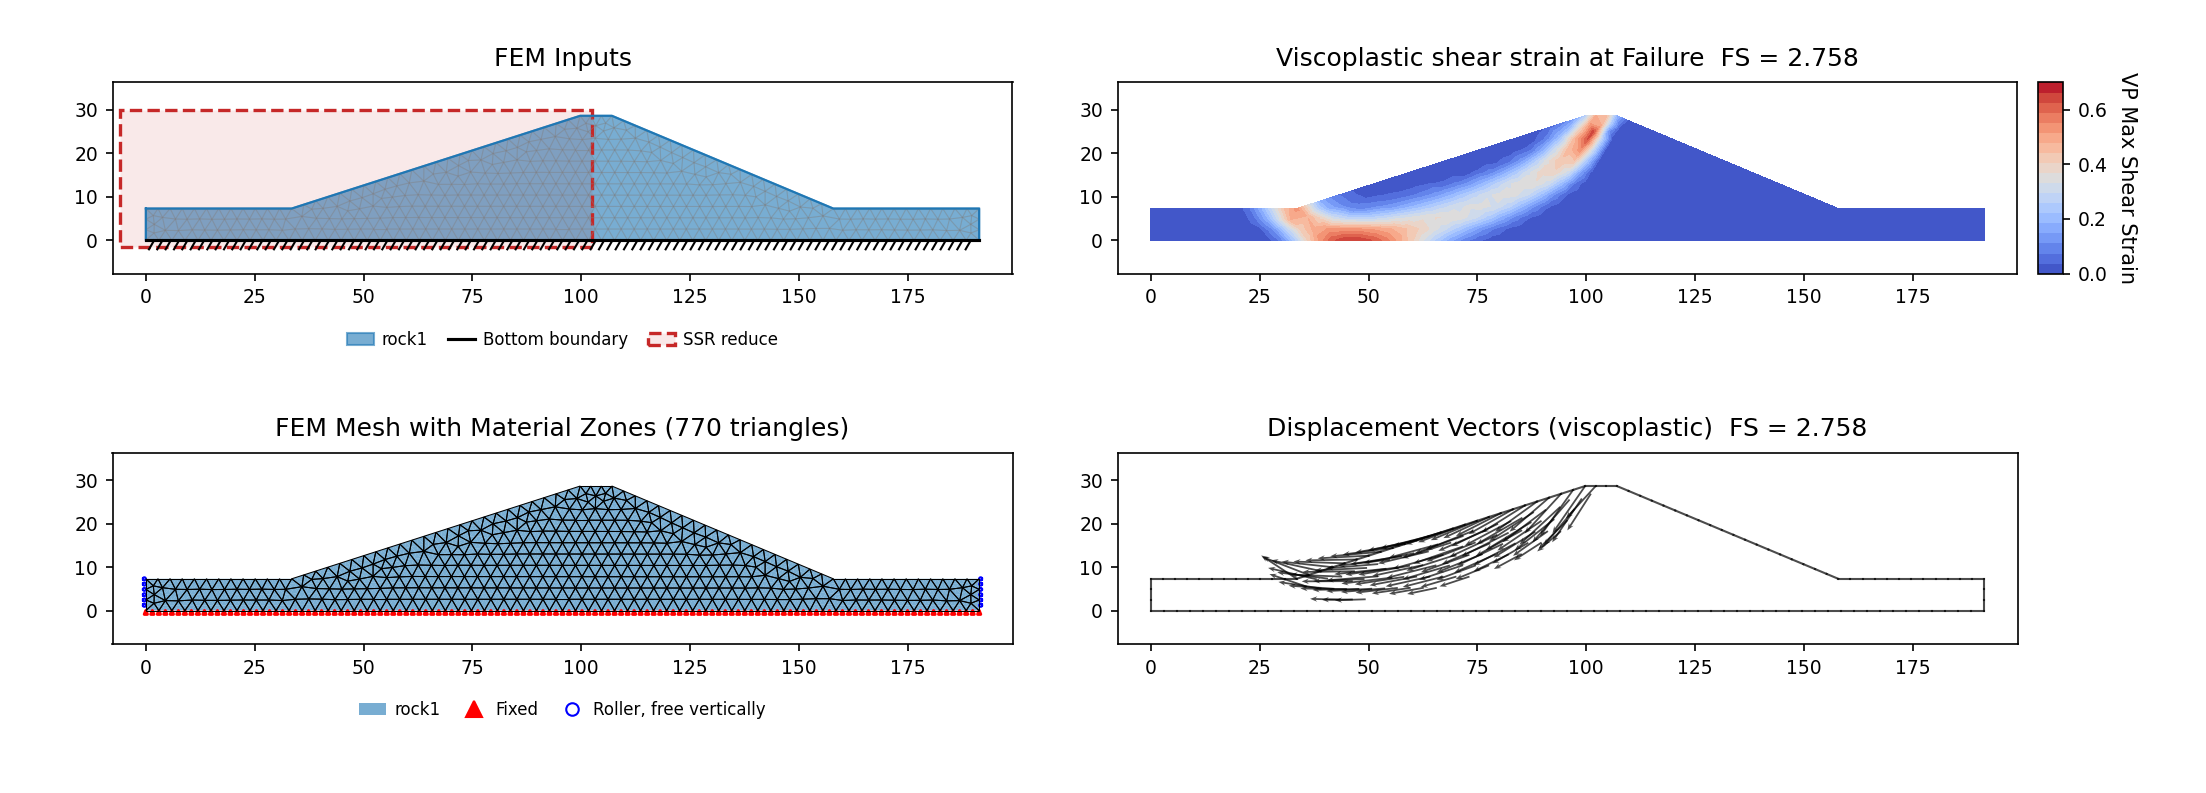 FEM Inputs
30
20
10
0
0 25 50 75 100 125 150 175
rock1 Bottom boundary SSR reduce
Viscoplastic shear strain at Failure FS = 2.758
30
20
10
0
0 25 50 75 100 125 150 175
0.6
0.4
0.2
0.0
VP Max Shear Strain
FEM Mesh with Material Zones (770 triangles)
30
20
10
0
0 25 50 75 100 125 150 175
rock1 Fixed Roller, free vertically
Displacement Vectors (viscoplastic) FS = 2.758
30
20
10
0
0 25 50 75 100 125 150 175